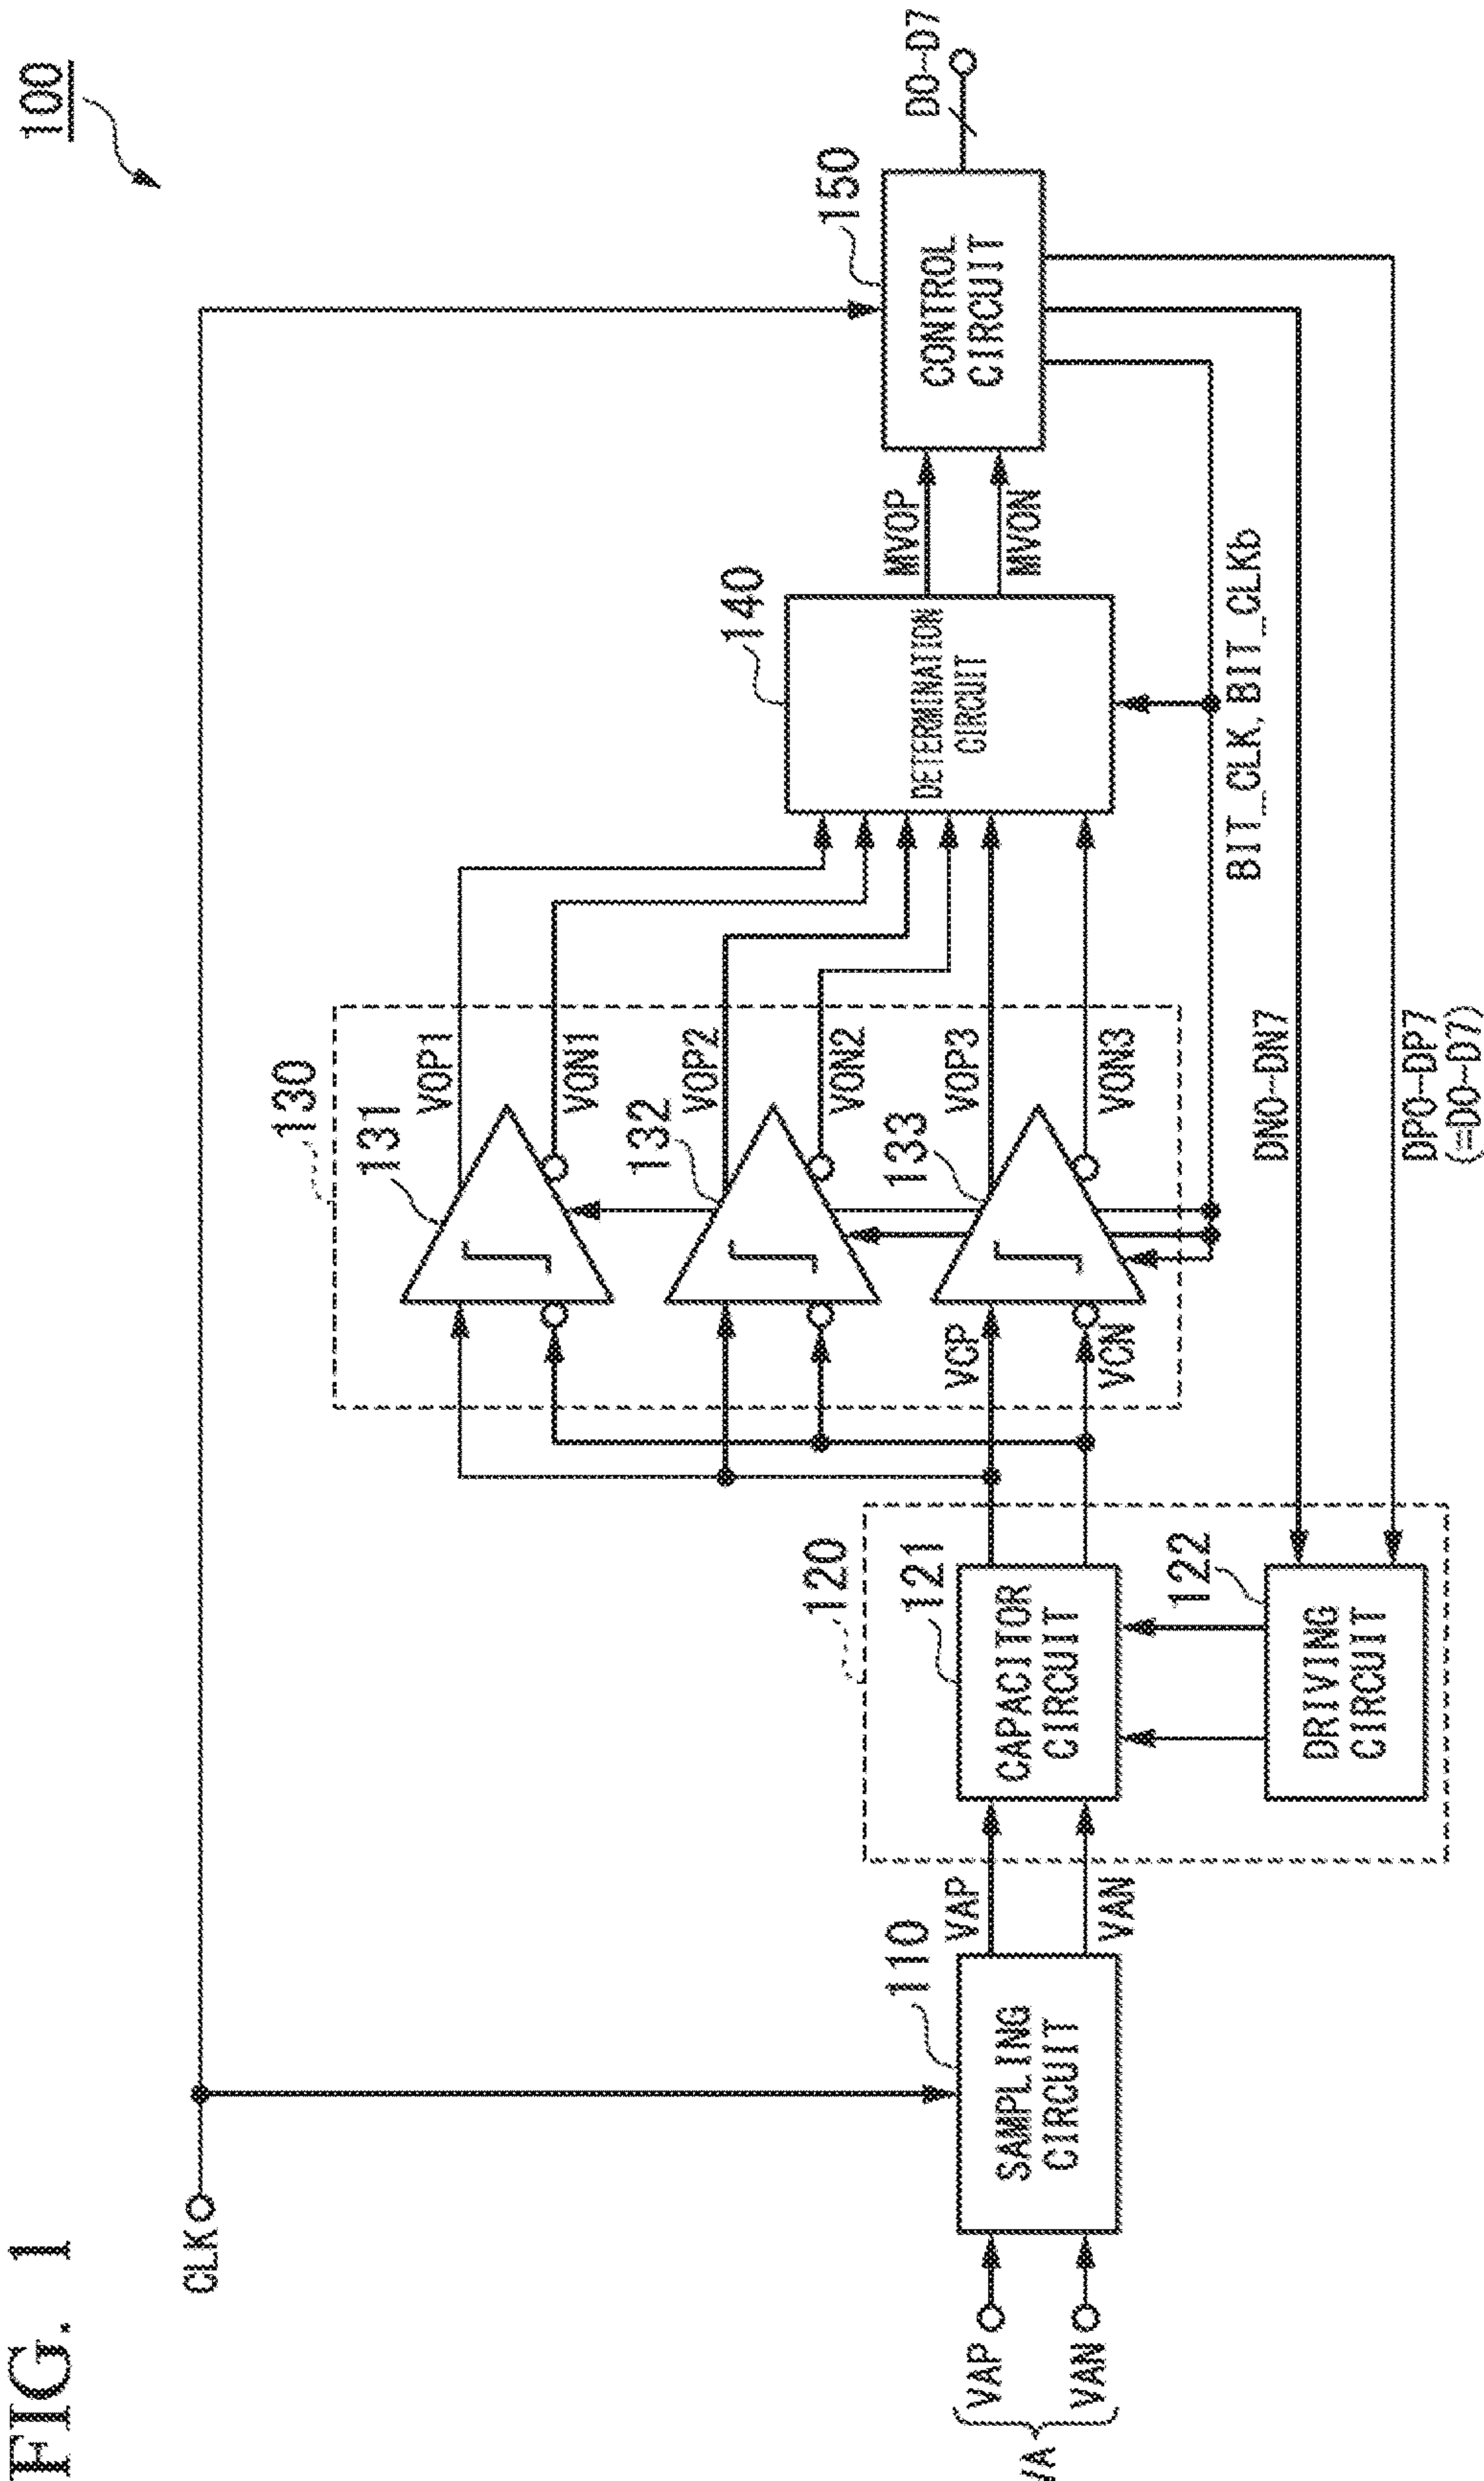 FIG. 1
100
CLK
130
131
VOP1
VON1
132
VOP2
VON2
133
VOP3
VON3
VCP
VCN
140
DETERMINATION
CIRCUIT
MVOP
MVON
150
CONTROL
CIRCUIT
D0~D7
110
SAMPLING
CIRCUIT
VAP
VAN
VA
VAP
VAN
120
121
CAPACITOR
CIRCUIT
122
DRIVING
CIRCUIT
BIT_CLK, BIT_CLKb
DN0~DN7
DP0~DP7
(=D0~D7)